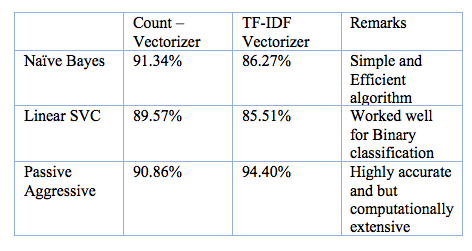 Count – Vectorizer TF-IDF Vectorizer Remarks
Naïve Bayes 91.34% 86.27% Simple and
Efficient
algorithm
Linear SVC 89.57% 85.51% Worked well
for Binary
classification
Passive Aggressive 90.86% 94.40% Highly accurate
and but
computationally
extensive